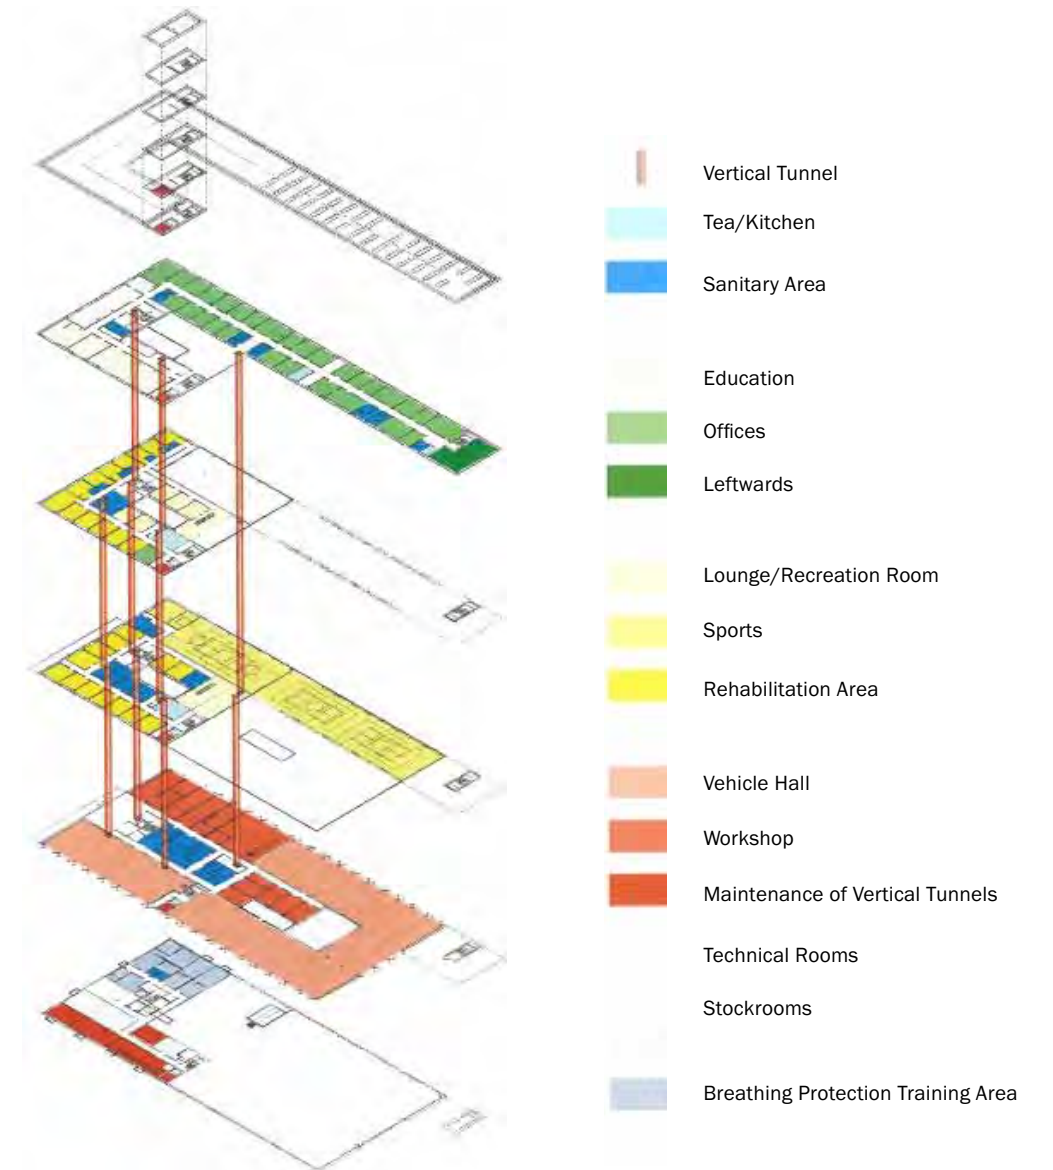 Vertical Tunnel
Tea/Kitchen
Sanitary Area
Education
Offices
Leftwards
Lounge/Recreation Room
Sports
Rehabilitation Area
Vehicle Hall
Workshop
Maintenance of Vertical Tunnels
Technical Rooms
Stockrooms
Breathing Protection Training Area